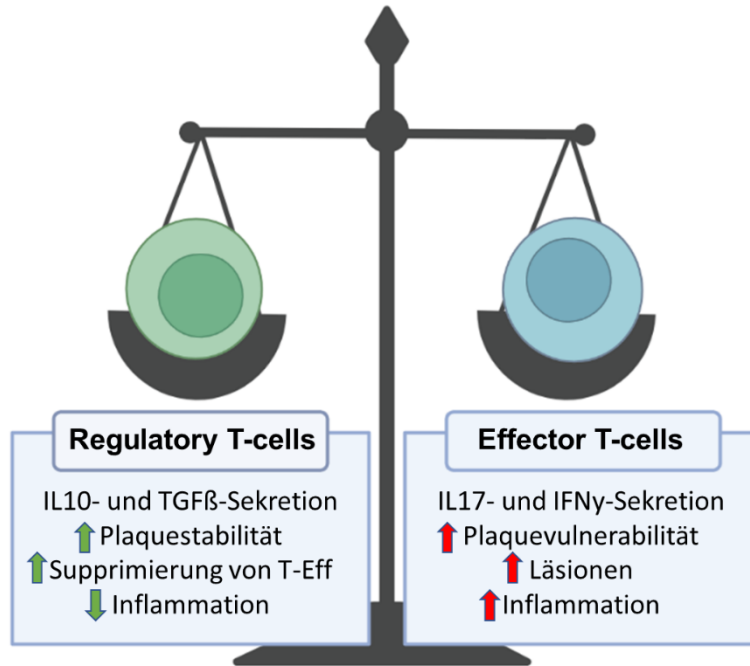 Regulatory T-cells
IL10- und TGFß-Sekretion
Plaquestabilität
Supprimierung von T-Eff
Inflammation
Effector T-cells
IL17- und IFNy-Sekretion
Plaquevulnerabilität
Läsionen
Inflammation